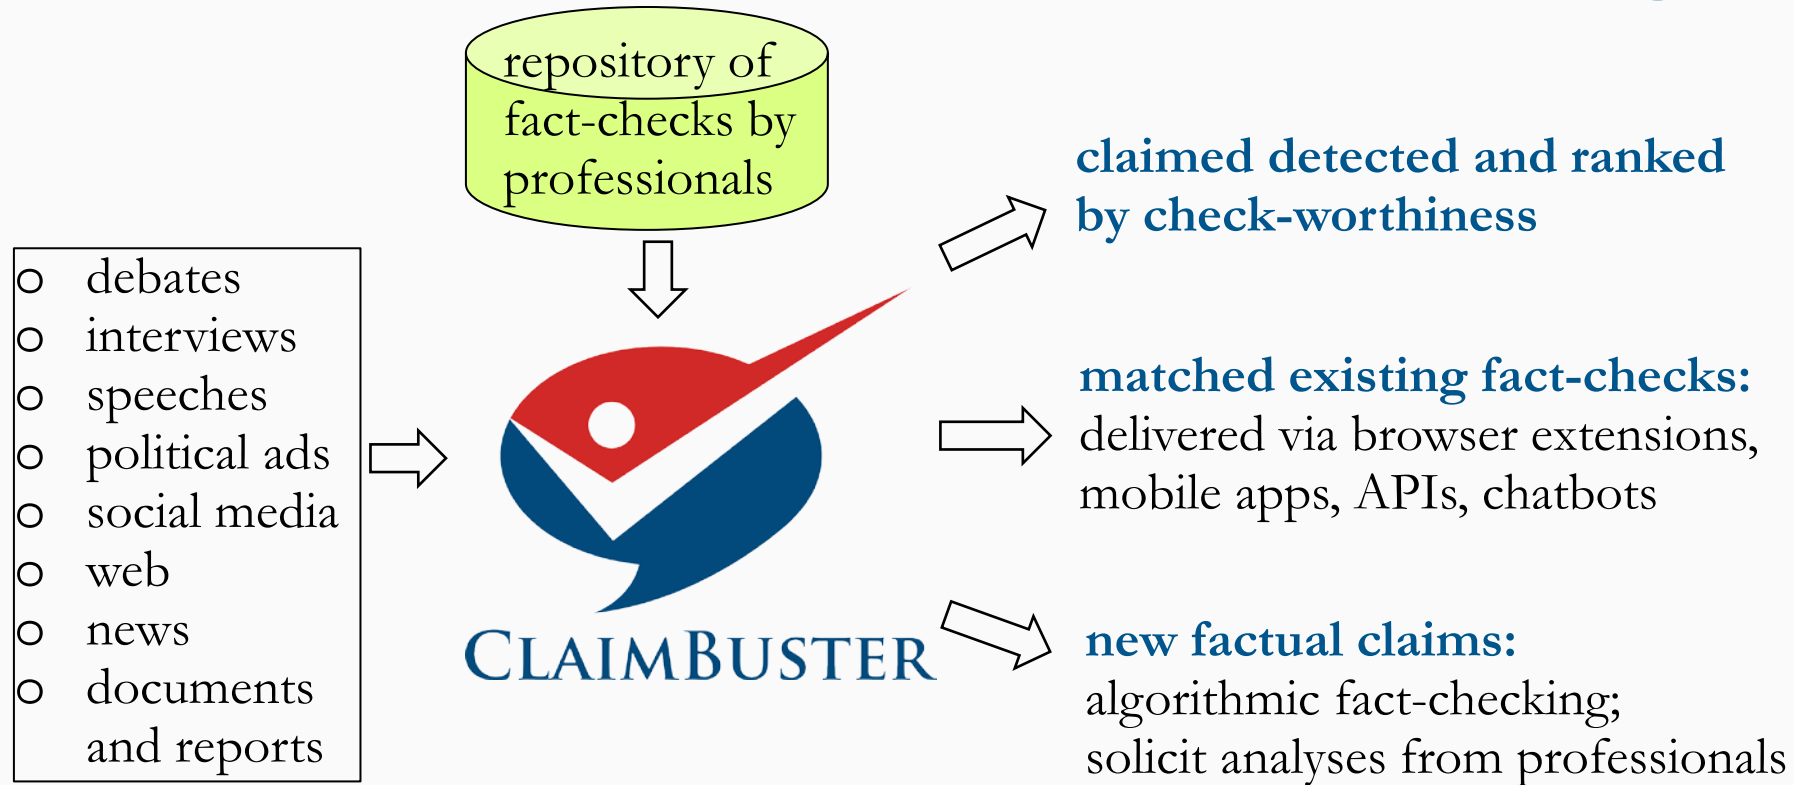 repository of
fact-checks by
professionals
o debates
o interviews
o speeches
o political ads
o social media
o web
o news
o documents
and reports
CLAIMBUSTER
claimed detected and ranked
by check-worthiness
matched existing fact-checks:
delivered via browser extensions,
mobile apps, APIs, chatbots
new factual claims:
algorithmic fact-checking;
solicit analyses from professionals